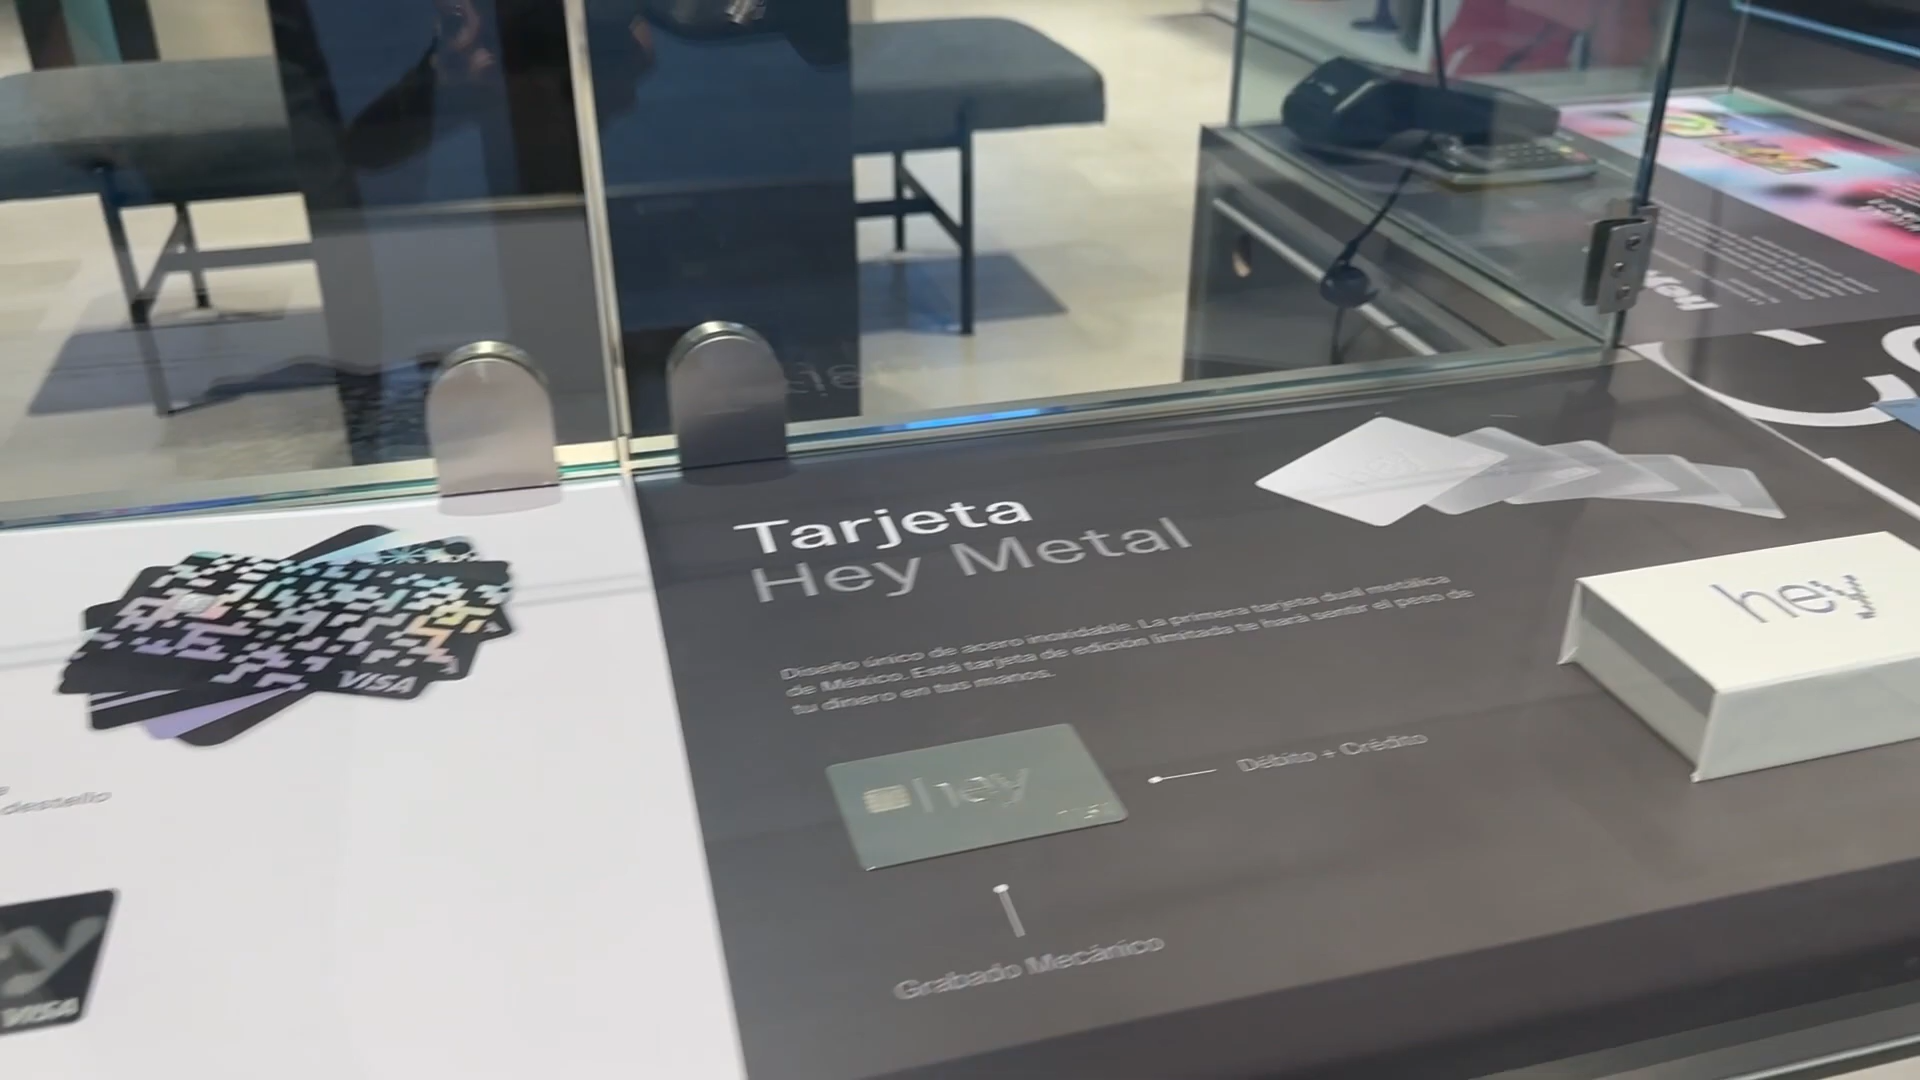 Tarjeta
Hey Metal
Diseño único de acero inoxidable. La primera tarjeta dual metálica
de México. Está tarjeta de edición limitada te hará sentir el peso de
tu dinero en tus manos.
hey
Débito + Crédito
Grabado Mecánico
hey
VISA
destello
VISA
hey